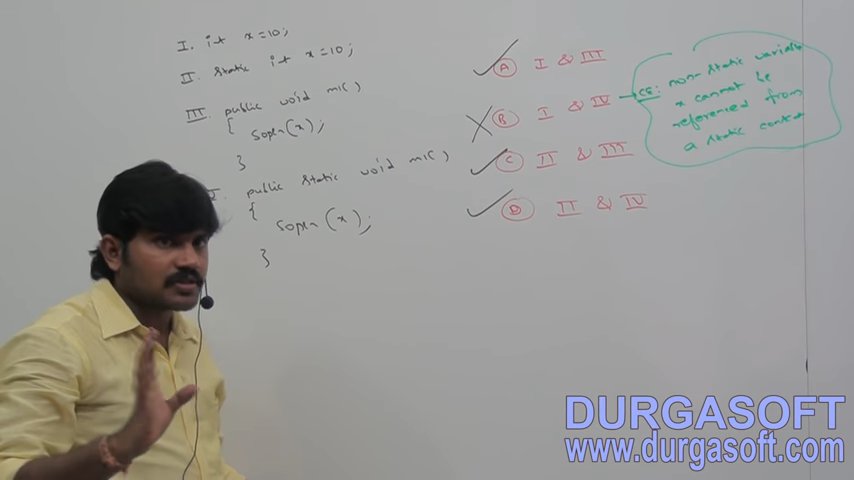 I. int x=10;
II. static int x=10;
III. public void m1()
{
sopln(x);
}
public static void m1()
{
sopln(x);
}
A I & III
B I & IV
C II & III
D II & IV
CE: non-static variable
x cannot be
referenced from
a static context
DURGASOFT
www.durgasoft.com